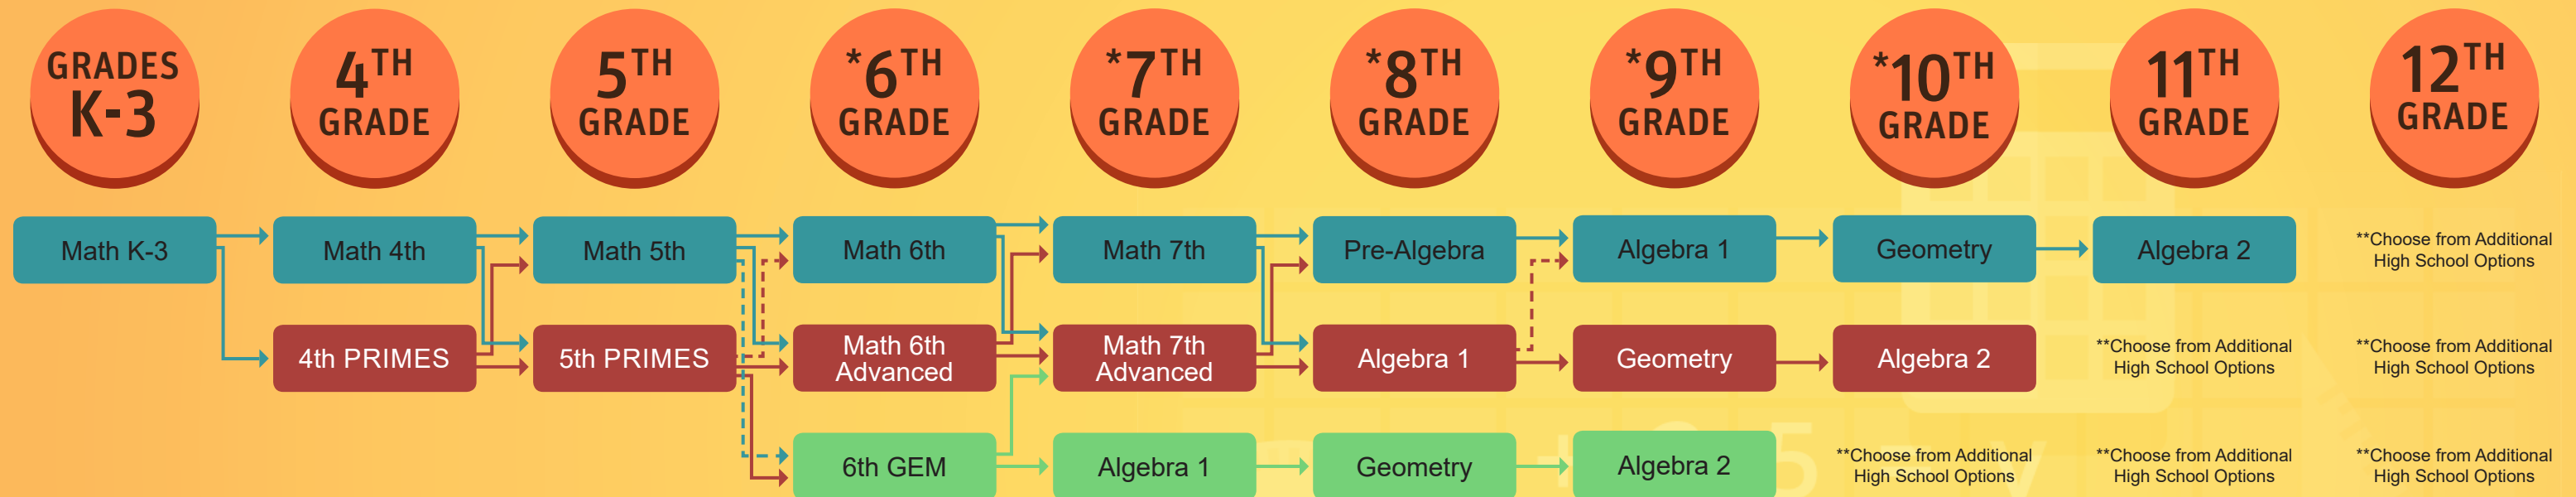 GRADES
K-3
4TH
GRADE
5TH
GRADE
*6TH
GRADE
*7TH
GRADE
*8TH
GRADE
*9TH
GRADE
*10TH
GRADE
11TH
GRADE
12TH
GRADE
Math K-3
Math 4th
Math 5th
Math 6th
Math 7th
Pre-Algebra
Algebra 1
Geometry
Algebra 2
**Choose from Additional
High School Options
4th PRIMES
5th PRIMES
Math 6th
Advanced
Math 7th
Advanced
Algebra 1
Geometry
Algebra 2
**Choose from Additional
High School Options
**Choose from Additional
High School Options
6th GEM
Algebra 1
Geometry
Algebra 2
**Choose from Additional
High School Options
**Choose from Additional
High School Options
**Choose from Additional
High School Options